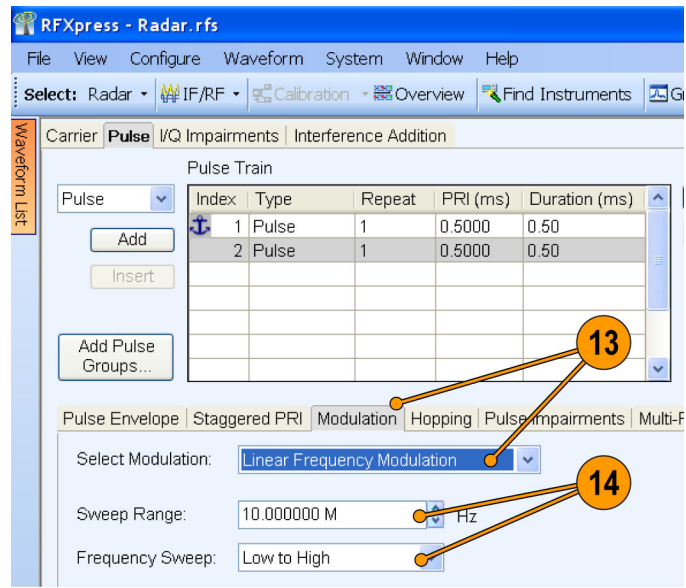 RFXpress - Radar.rfs
File View Configure Waveform System Window Help
Select: Radar IF/RF Calibration Overview Find Instruments
Waveform List
Carrier Pulse I/Q Impairments Interference Addition
Pulse Train
Pulse
Index Type Repeat PRI (ms) Duration (ms)
1 Pulse 1 0.5000 0.50
Add
2 Pulse 1 0.5000 0.50
Insert
Add Pulse
Groups...
13
Pulse Envelope Staggered PRI Modulation Hopping Pulse Impairments
Select Modulation: Linear Frequency Modulation
14
Sweep Range: 10.000000 M Hz
Frequency Sweep: Low to High